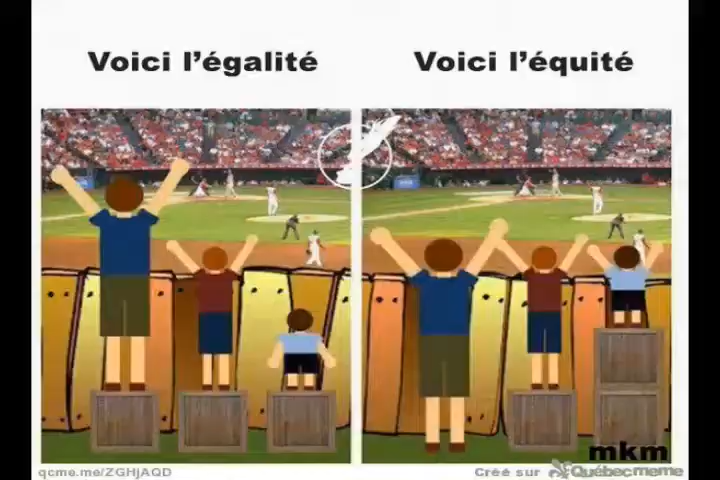 Voici l'égalité
Voici l'équité
mkm
qcme.me/ZGHjAQD
Créé sur Québecmeme